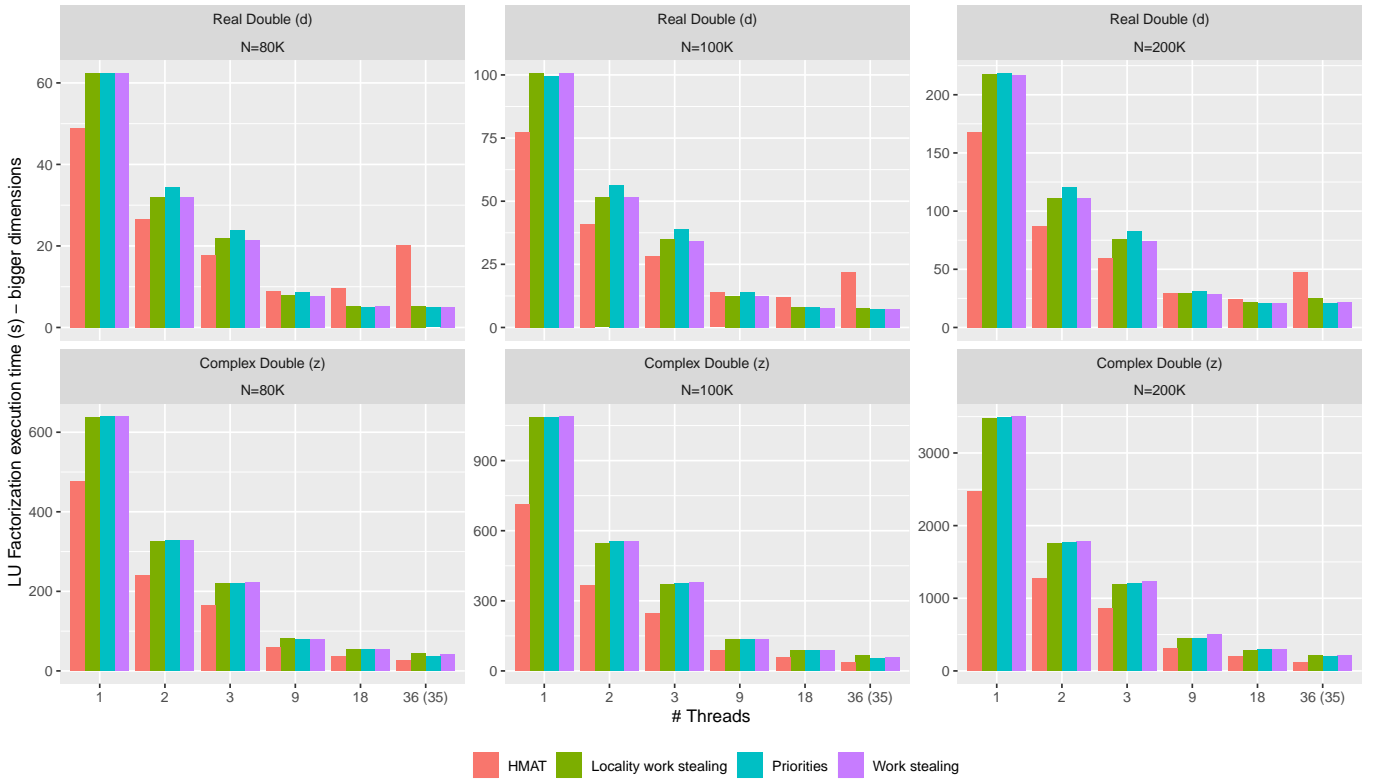 Real Double (d)
N=80K
Real Double (d)
N=100K
Real Double (d)
N=200K
60
40
20
0
100
75
50
25
0
200
150
100
50
0
Complex Double (z)
N=80K
Complex Double (z)
N=100K
Complex Double (z)
N=200K
600
400
200
0
900
600
300
0
3000
2000
1000
0
1 2 3 9 18 36 (35)
1 2 3 9 18 36 (35)
1 2 3 9 18 36 (35)
LU Factorization execution time (s) − bigger dimensions
# Threads
HMAT Locality work stealing Priorities Work stealing